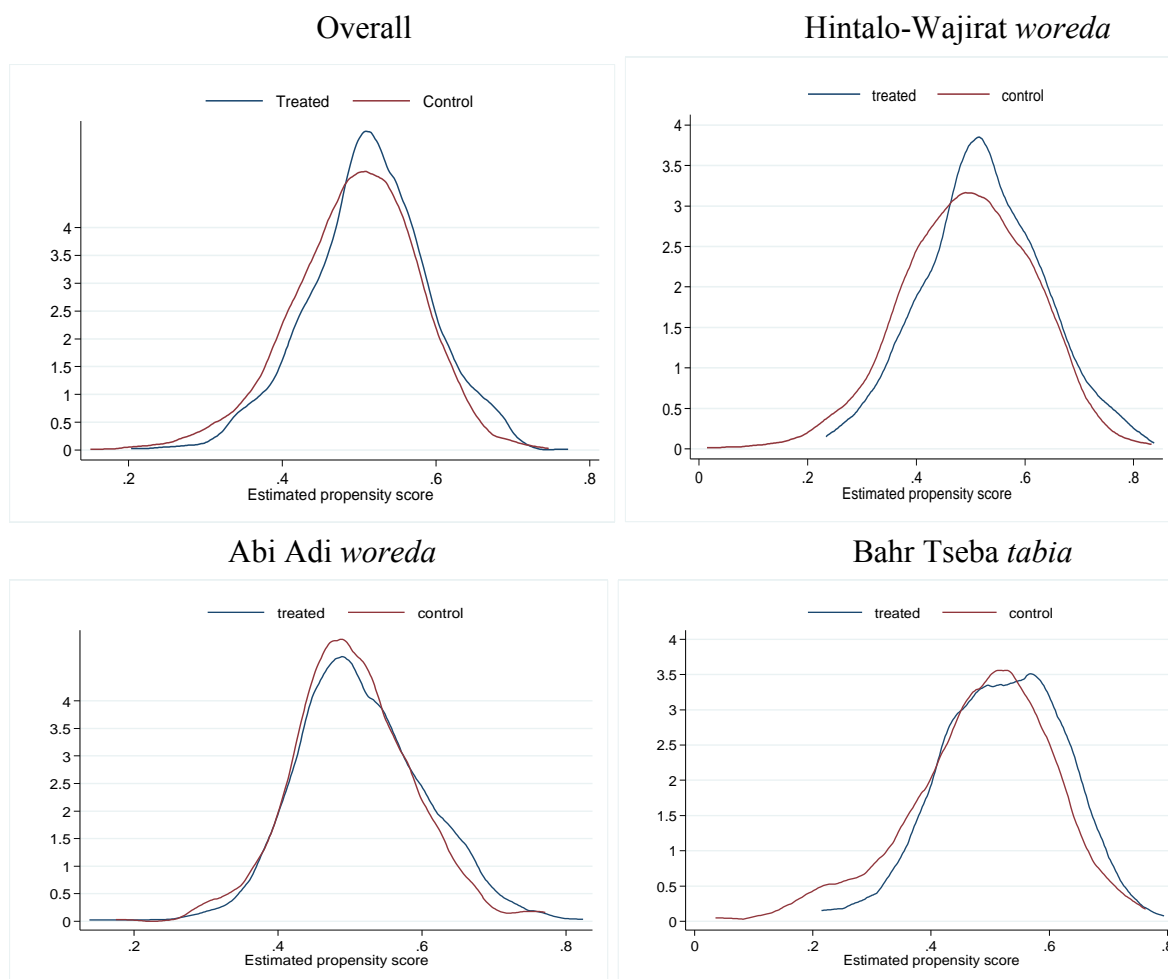 Overall
Treated Control
4
3.5
3
2.5
2
1.5
1
0.5
0
.2 .4 .6 .8
Estimated propensity score
Hintalo-Wajirat woreda
treated control
4
3.5
3
2.5
2
1.5
1
0.5
0
0 .2 .4 .6 .8
Estimated propensity score
Abi Adi woreda
treated control
4
3.5
3
2.5
2
1.5
1
0.5
0
.2 .4 .6 .8
Estimated propensity score
Bahr Tseba tabia
treated control
4
3.5
3
2.5
2
1.5
1
0.5
0
0 .2 .4 .6 .8
Estimated propensity score